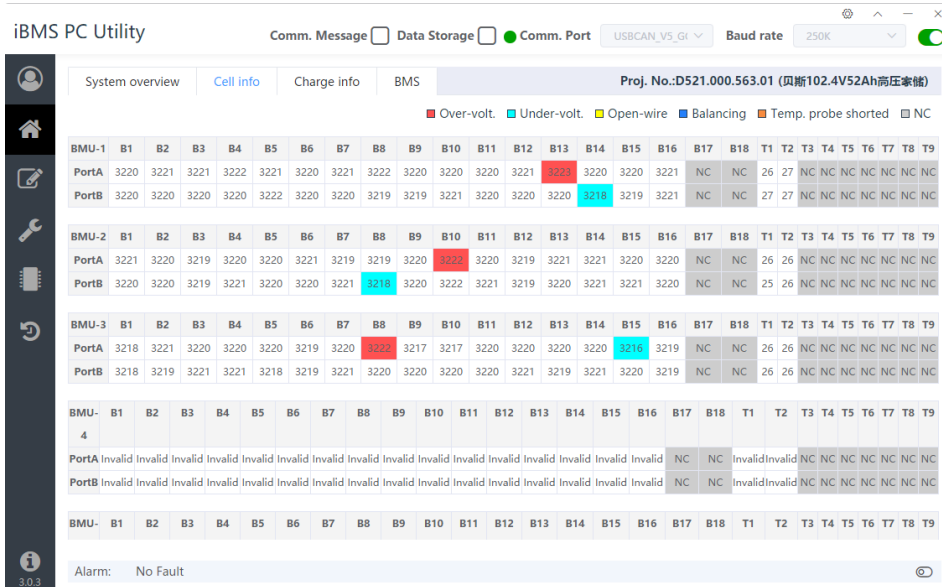 iBMS PC Utility
Comm. Message Data Storage Comm. Port USBCAN_V5_GI Baud rate 250K
System overview Cell info Charge info BMS Proj. No.:D521.000.563.01 (贝斯102.4V52Ah高压家储)
Over-volt. Under-volt. Open-wire Balancing Temp. probe shorted NC
BMU-1 B1 B2 B3 B4 B5 B6 B7 B8 B9 B10 B11 B12 B13 B14 B15 B16 B17 B18 T1 T2 T3 T4 T5 T6 T7 T8 T9
PortA 3220 3221 3221 3222 3221 3220 3221 3222 3220 3220 3220 3221 3223 3220 3220 3221 NC NC 26 27 NC NC NC NC NC NC NC
PortB 3220 3220 3220 3220 3222 3220 3220 3219 3219 3221 3220 3220 3220 3218 3219 3221 NC NC 27 27 NC NC NC NC NC NC NC
BMU-2 B1 B2 B3 B4 B5 B6 B7 B8 B9 B10 B11 B12 B13 B14 B15 B16 B17 B18 T1 T2 T3 T4 T5 T6 T7 T8 T9
PortA 3221 3220 3219 3220 3220 3221 3219 3219 3220 3222 3220 3219 3221 3221 3220 3220 NC NC 26 26 NC NC NC NC NC NC NC
PortB 3220 3220 3219 3221 3220 3220 3221 3218 3220 3222 3221 3219 3220 3221 3221 3220 NC NC 25 26 NC NC NC NC NC NC NC
BMU-3 B1 B2 B3 B4 B5 B6 B7 B8 B9 B10 B11 B12 B13 B14 B15 B16 B17 B18 T1 T2 T3 T4 T5 T6 T7 T8 T9
PortA 3218 3221 3220 3220 3220 3219 3220 3222 3217 3217 3220 3220 3220 3220 3216 3219 NC NC 26 26 NC NC NC NC NC NC NC
PortB 3218 3219 3221 3221 3218 3219 3221 3220 3220 3220 3221 3219 3221 3220 3220 3219 NC NC 26 26 NC NC NC NC NC NC NC
BMU- B1 B2 B3 B4 B5 B6 B7 B8 B9 B10 B11 B12 B13 B14 B15 B16 B17 B18 T1 T2 T3 T4 T5 T6 T7 T8 T9
4
PortA Invalid Invalid Invalid Invalid Invalid Invalid Invalid Invalid Invalid Invalid Invalid Invalid Invalid Invalid Invalid Invalid NC NC Invalid Invalid NC NC NC NC NC NC NC
PortB Invalid Invalid Invalid Invalid Invalid Invalid Invalid Invalid Invalid Invalid Invalid Invalid Invalid Invalid Invalid Invalid NC NC Invalid Invalid NC NC NC NC NC NC NC
BMU- B1 B2 B3 B4 B5 B6 B7 B8 B9 B10 B11 B12 B13 B14 B15 B16 B17 B18 T1 T2 T3 T4 T5 T6 T7 T8 T9
Alarm: No Fault
3.0.3